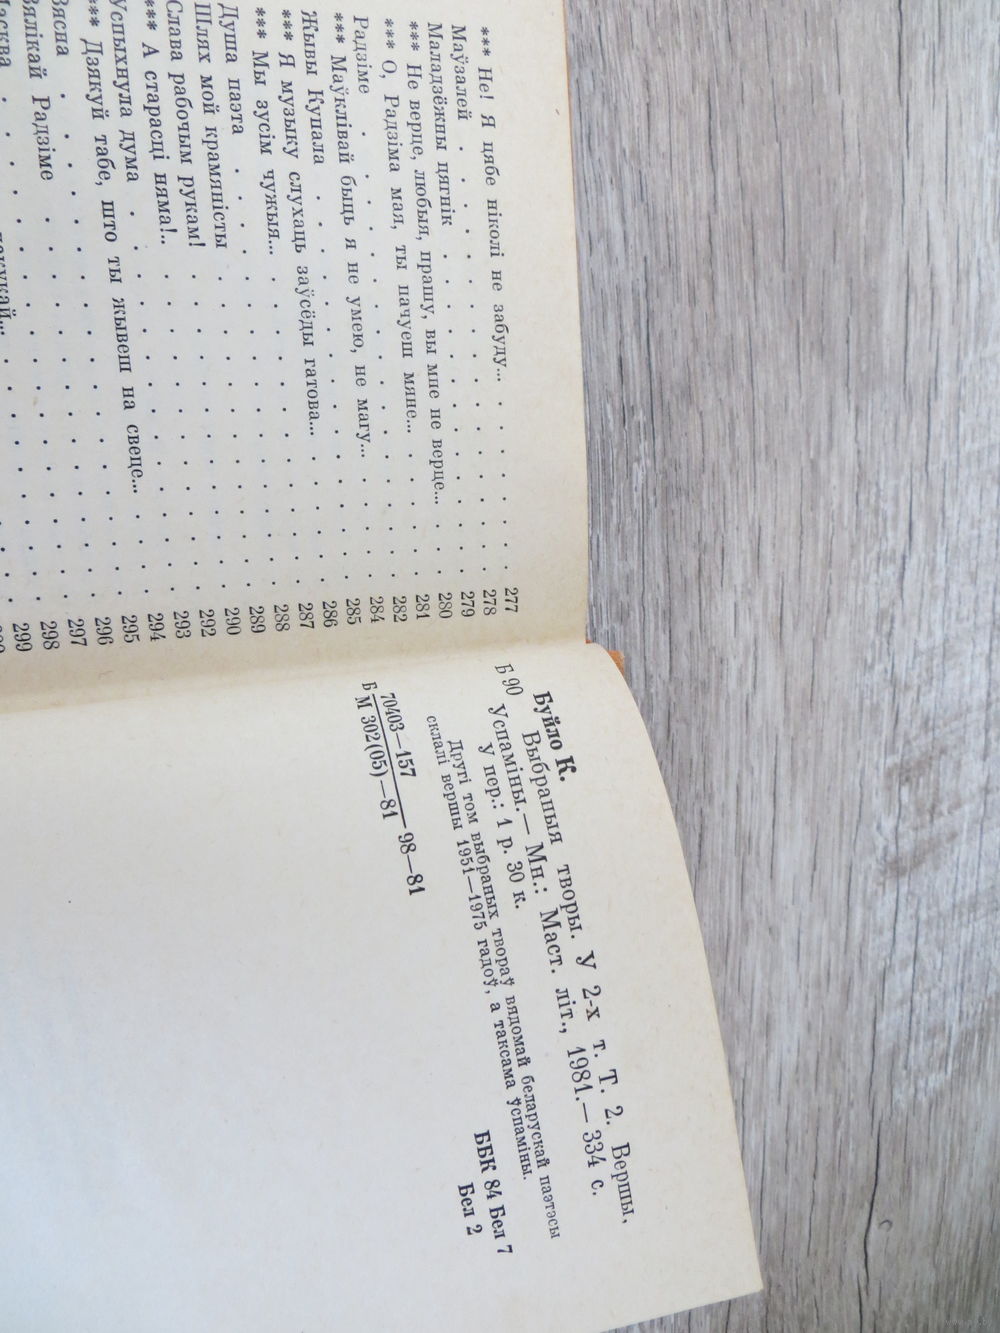 *** Не! Я цябе ніколі не забуду... 277
Маўзалей 278
Маладзёжны цягнік 279
*** Не верце, любыя, прашу, вы мне не верце... 280
*** О, Радзіма мая, ты пачуеш мяне... 281
Радзіме 282
*** Маўклівай быць я не умею, не магу... 284
Жывы Купала 285
*** Я музыку слухаць заўсёды гатова... 286
*** Мы зусім чужыя... 287
Душа паэта 288
Шлях мой крамяністы 289
Слава рабочым рукам! 290
*** А старасці няма!.. 292
Успыхнула дума 293
*** Дзякуй табе, што ты жывеш на свеце... 294
Вясна 295
Вялікай Радзіме 296
297
298
299
Буйло К.
Б 90 Выбраныя творы. У 2-х т. Т. 2. Вершы,
Успаміны.— Мн.: Маст. літ., 1981.— 334 с.
У пер.: 1 р. 30 к.
Другі том выбраных твораў вядомай беларускай паэтэсы
склалі вершы 1951—1975 гадоў, а таксама ўспаміны.
Б 70403—157
М 302(05)—81 98—81
ББК 84 Бел 7
Бел 2